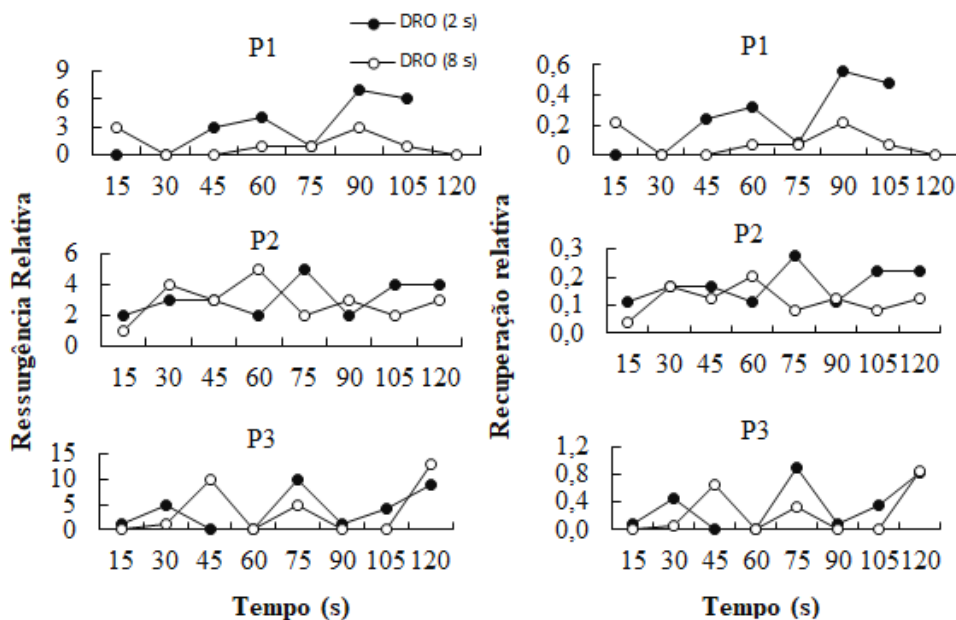 DRO (2 s)
DRO (8 s)
P1
9
6
3
0
15 30 45 60 75 90 105 120
P2
6
4
2
0
15 30 45 60 75 90 105 120
P3
15
10
5
0
15 30 45 60 75 90 105 120
Ressurgência Relativa
Tempo (s)
P1
0,6
0,4
0,2
0
15 30 45 60 75 90 105 120
P2
0,3
0,2
0,1
0,0
15 30 45 60 75 90 105 120
P3
1,2
0,8
0,4
0,0
15 30 45 60 75 90 105 120
Recuperação relativa
Tempo (s)